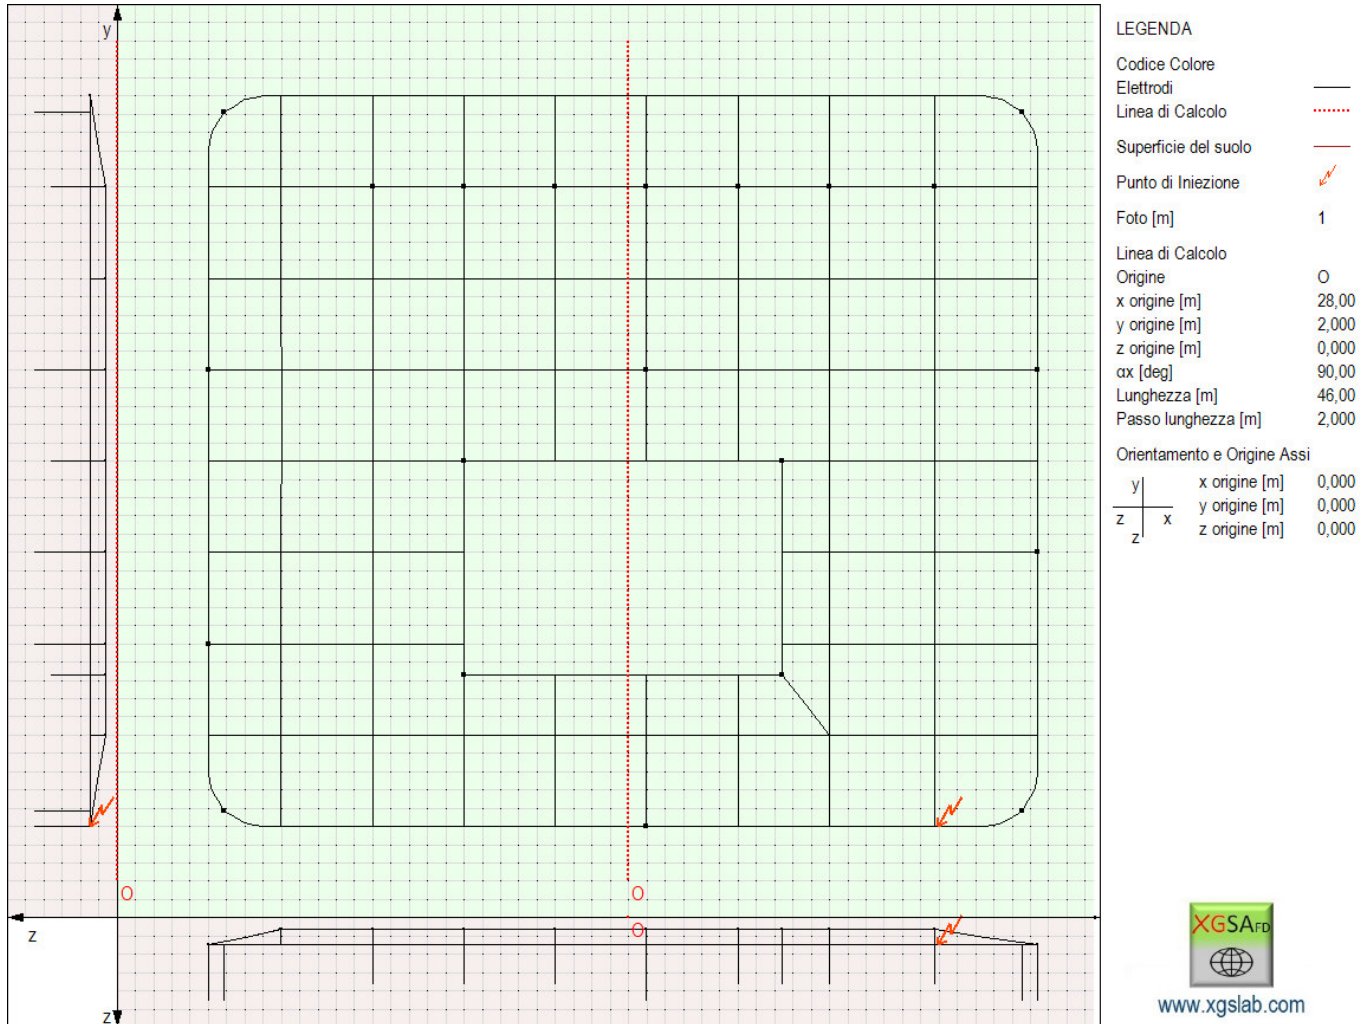 y
LEGENDA
Codice Colore
Elettrodi
Linea di Calcolo
Superficie del suolo
Punto di Iniezione
Foto [m] 1
Linea di Calcolo
Origine O
x origine [m] 28,00
y origine [m] 2,000
z origine [m] 0,000
αx [deg] 90,00
Lunghezza [m] 46,00
Passo lunghezza [m] 2,000
Orientamento e Origine Assi
y x origine [m] 0,000
z x y origine [m] 0,000
z z origine [m] 0,000
O O
O
z
z
XGSAFD
www.xgslab.com